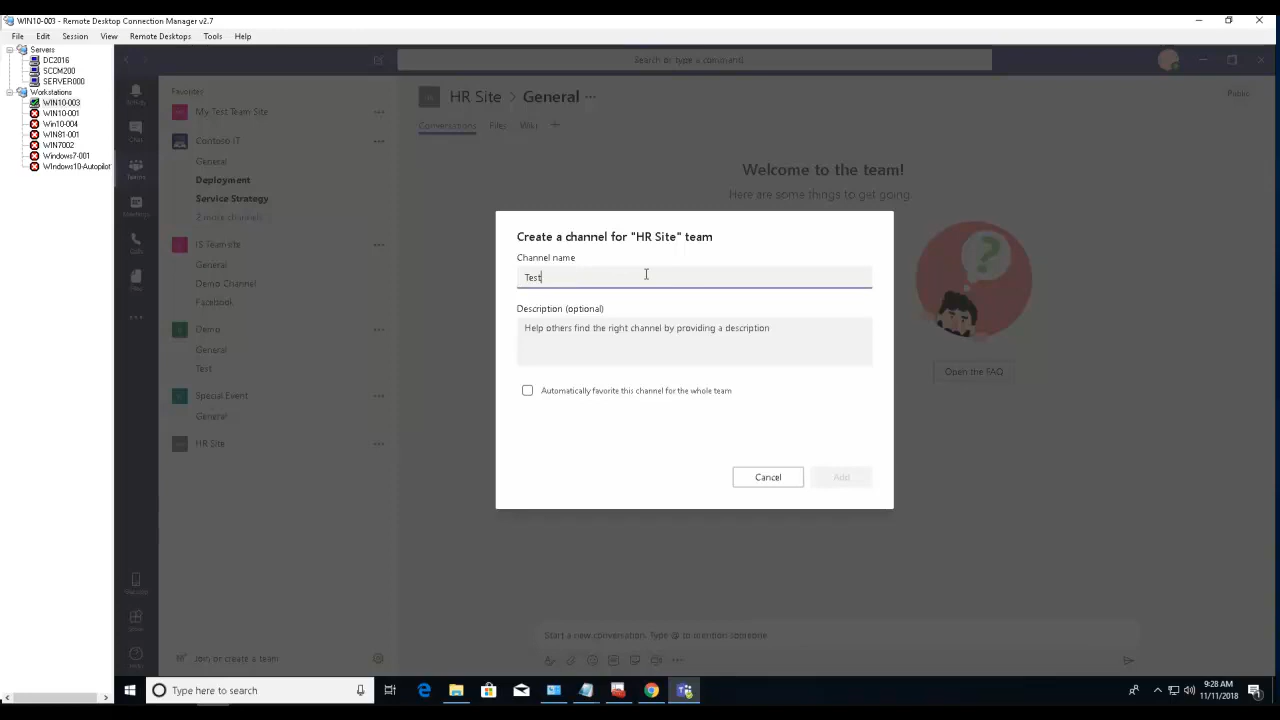 WIN10-003 - Remote Desktop Connection Manager v2.7
File Edit Session View Remote Desktops Tools Help
Servers
DC2016
SCCM200
SERVER000
Workstations
WIN10-003
WIN10-001
Win10-004
WIN81-001
WIN7002
Windows7-001
Windows10-Autopilot
Search or type a command
Chat
Teams
Meetings
Calls
Files
Favorites
My Test Team Site
Contoso IT
General
Deployment
Service Strategy
2 more channels
IS Team site
General
Demo Channel
Facebook
Demo
General
Test
Special Event
General
HR Site
Join or create a team
HR Site > General ...
Public
Conversations Files Wiki +
Welcome to the team!
Here are some things to get going
Open the FAQ
Create a channel for "HR Site" team
Channel name
Test
Description (optional)
Help others find the right channel by providing a description
Automatically favorite this channel for the whole team
Cancel Add
Start a new conversation. Type @ to mention someone
Type here to search
9:28 AM
11/11/2018